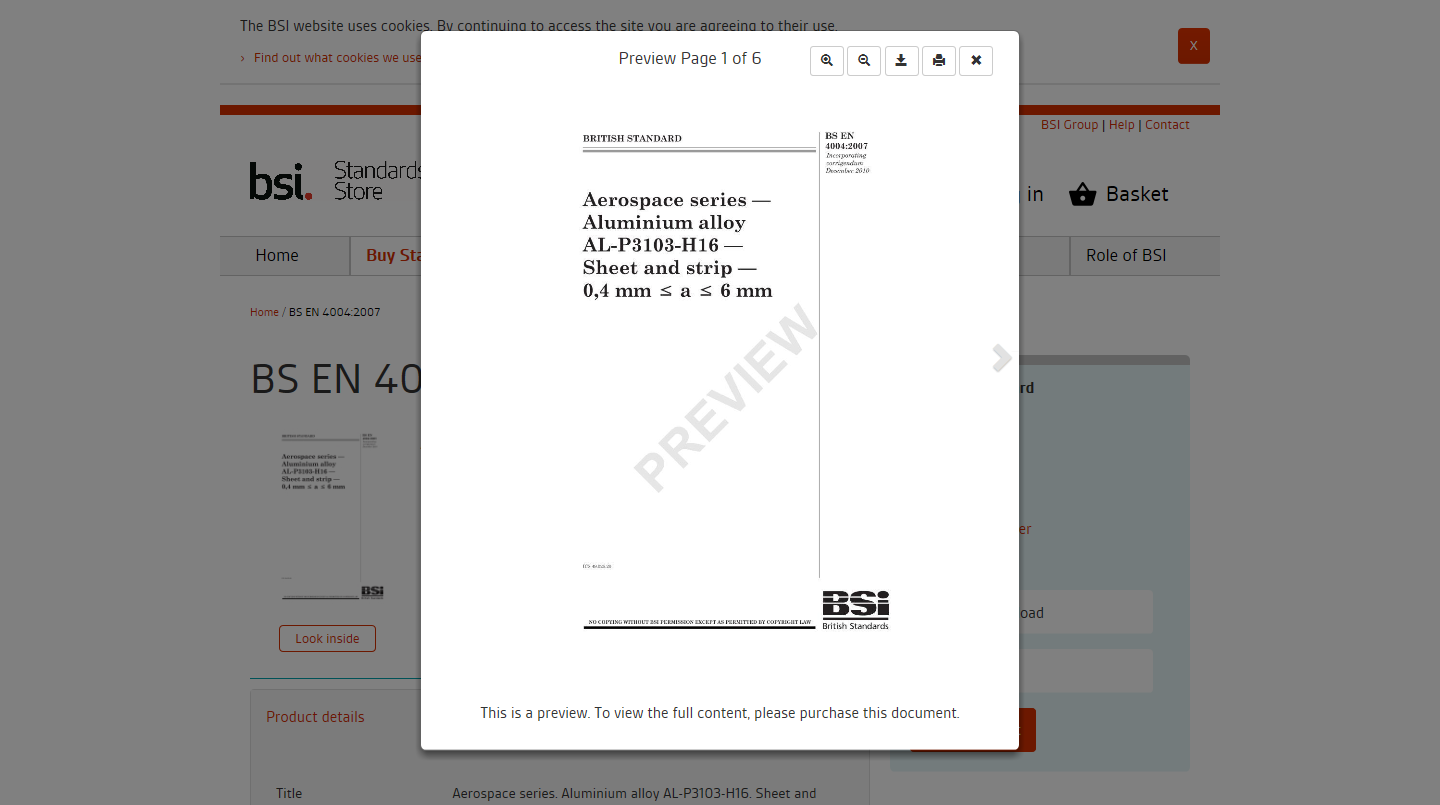 The BSI website uses cookies. By continuing to access the site you are agreeing to their use.
› Find out what cookies we use
X
BSI Group | Help | Contact
bsi. Standards
Store
in
Basket
Home
Buy Sta
Role of BSI
Home / BS EN 4004:2007
BS EN 40
rd
BRITISH STANDARD
Aerospace series —
Aluminium alloy
AL-P3103-H16 —
Sheet and strip —
0,4 mm ≤ a ≤ 6 mm
BSi
er
oad
Look inside
Product details
Title
Aerospace series. Aluminium alloy AL-P3103-H16. Sheet and
Preview Page 1 of 6
BRITISH STANDARD
BS EN
4004:2007
Incorporating
corrigendum
December 2010
Aerospace series —
Aluminium alloy
AL-P3103-H16 —
Sheet and strip —
0,4 mm ≤ a ≤ 6 mm
PREVIEW
NO COPYING WITHOUT BSI PERMISSION EXCEPT AS PERMITTED BY COPYRIGHT LAW
BSi
British Standards
This is a preview. To view the full content, please purchase this document.